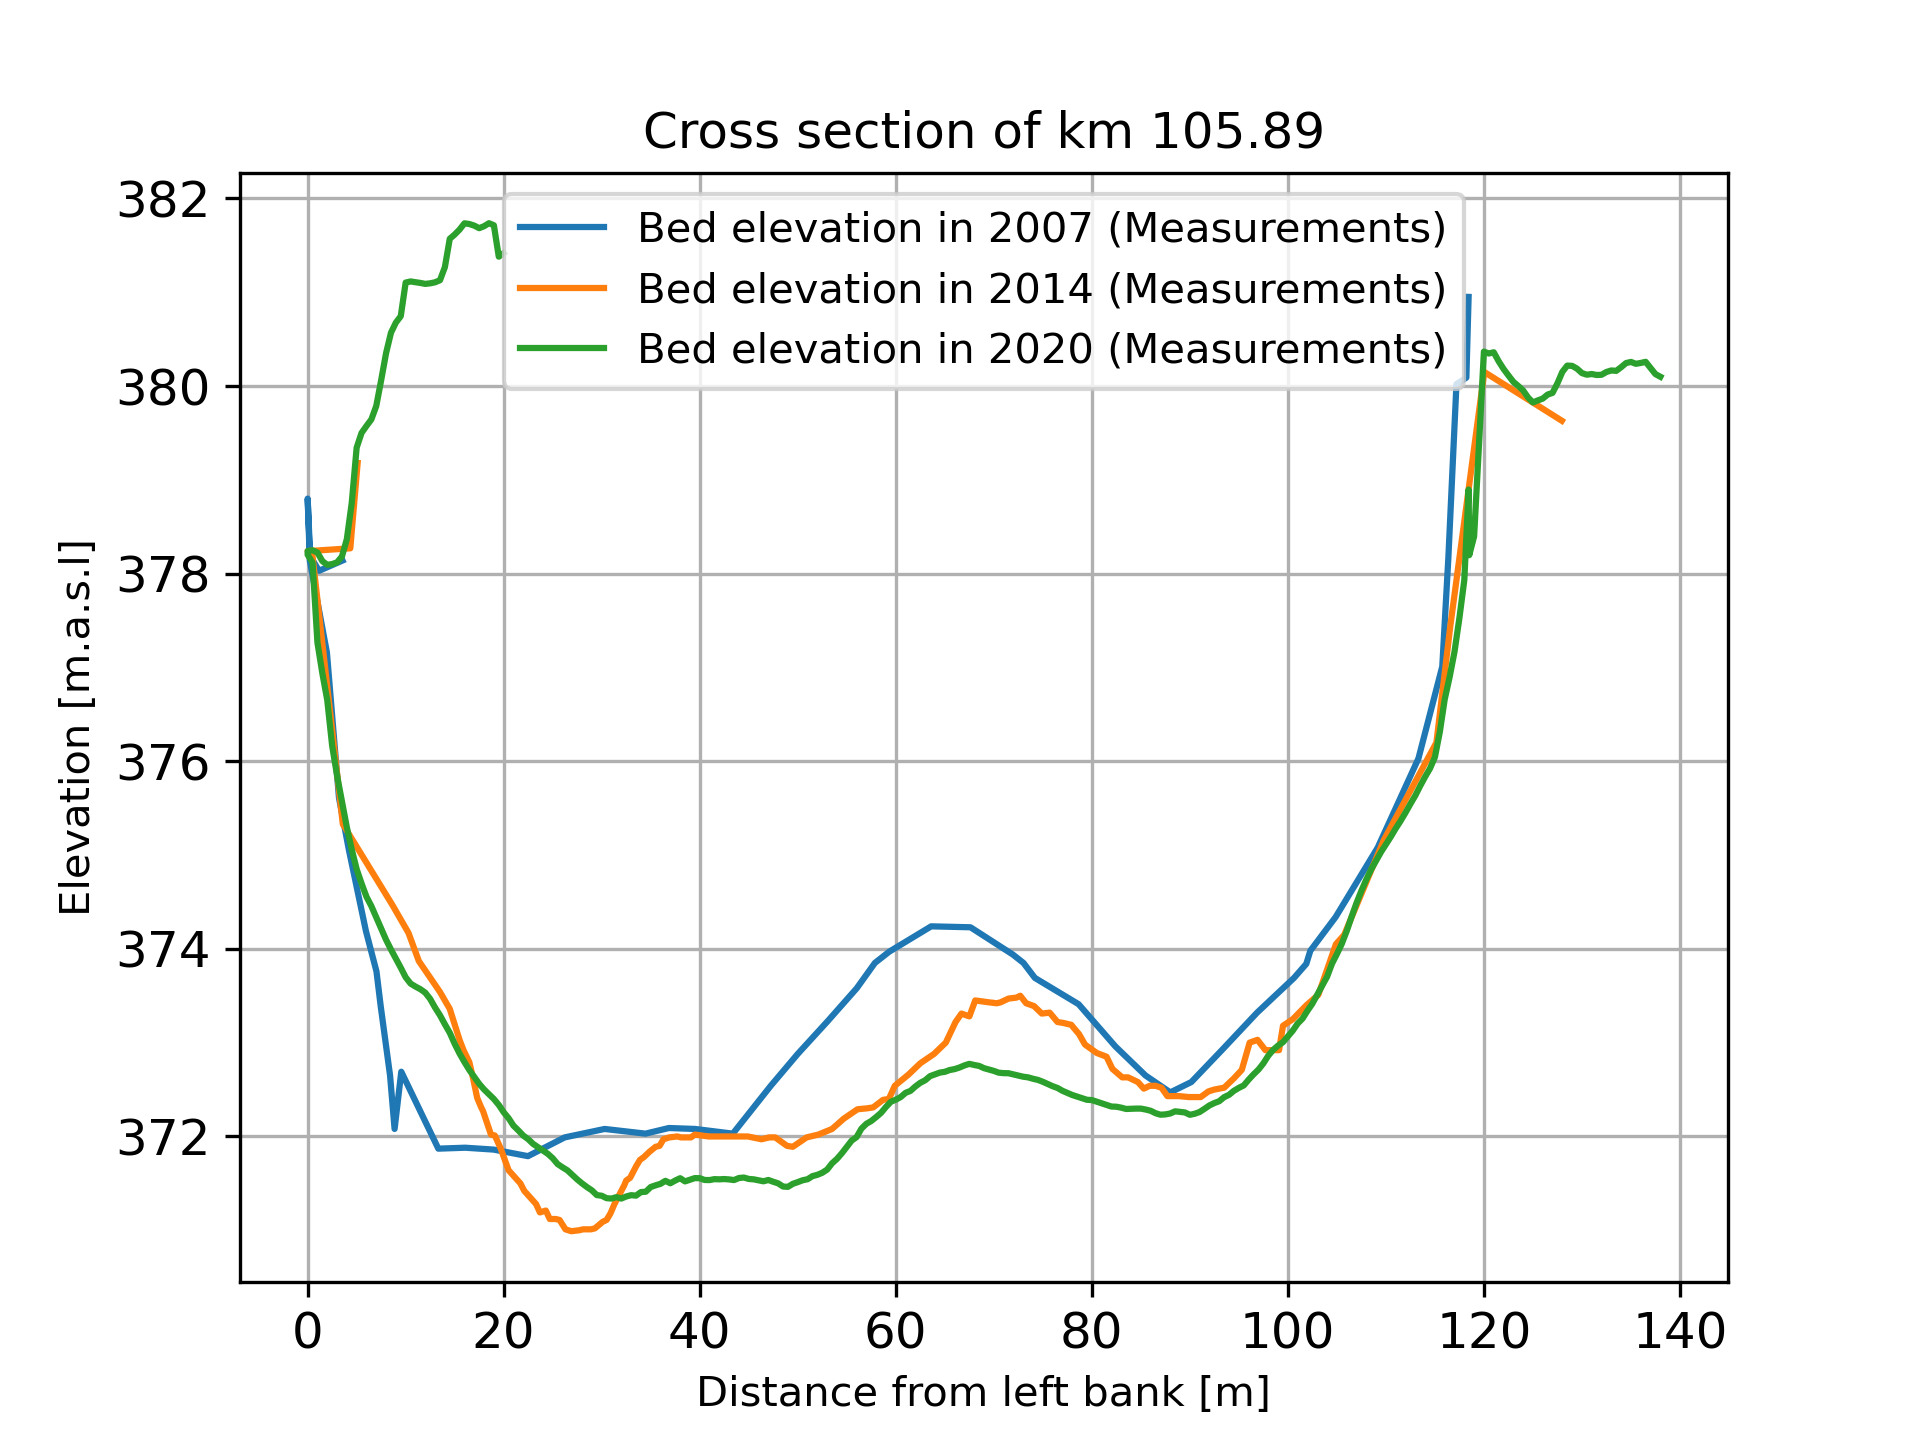 Cross section of km 105.89
Bed elevation in 2007 (Measurements)
Bed elevation in 2014 (Measurements)
Bed elevation in 2020 (Measurements)
Elevation [m.a.s.l]
382
380
378
376
374
372
0 20 40 60 80 100 120 140
Distance from left bank [m]